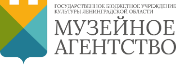 ГОСУДАРСТВЕННОЕ БЮДЖЕТНОЕ УЧРЕЖДЕНИЕ
КУЛЬТУРЫ ЛЕНИНГРАДСКОЙ ОБЛАСТИ
МУЗЕЙНОЕ
АГЕНТСТВО